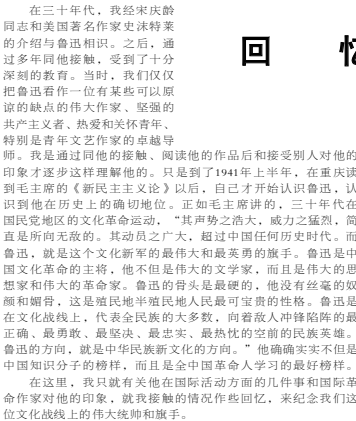 在三十年代，我经宋庆龄
同志和美国著名作家史沫特莱
的介绍与鲁迅相识。之后，通
过多年同他接触，受到了十分
深刻的教育。当时，我们仅仅
把鲁迅看作一位有某些可以原
谅的缺点的伟大作家、坚强的
共产主义者、热爱和关怀青年、
特别是青年文艺作家的卓越导
回 忆
师。我是通过同他的接触、阅读他的作品后和接受别人对他的
印象才逐步这样理解他的。只是到了1941年上半年，在重庆读
到毛主席的《新民主主义论》以后，自己才开始认识鲁迅，认
识到他在历史上的确切地位。正如毛主席讲的，三十年代在
国民党地区的文化革命运动，“其声势之浩大，威力之猛烈，简
直是所向无敌的。其动员之广大，超过中国任何历史时代。而
鲁迅，就是这个文化新军的最伟大和最英勇的旗手。鲁迅是中
国文化革命的主将，他不但是伟大的文学家，而且是伟大的思
想家和伟大的革命家。鲁迅的骨头是最硬的，他没有丝毫的奴
颜和媚骨，这是殖民地半殖民地人民最可宝贵的性格。鲁迅是
在文化战线上，代表全民族的大多数，向着敌人冲锋陷阵的最
正确、最勇敢、最坚决、最忠实、最热忱的空前的民族英雄。
鲁迅的方向，就是中华民族新文化的方向。”他确确实实不但是
中国知识分子的榜样，而且是全中国革命人学习的最好榜样。
在这里，我只就有关他在国际活动方面的几件事和国际革
命作家对他的印象，就我接触的情况作些回忆，来纪念我们这
位文化战线上的伟大统帅和旗手。